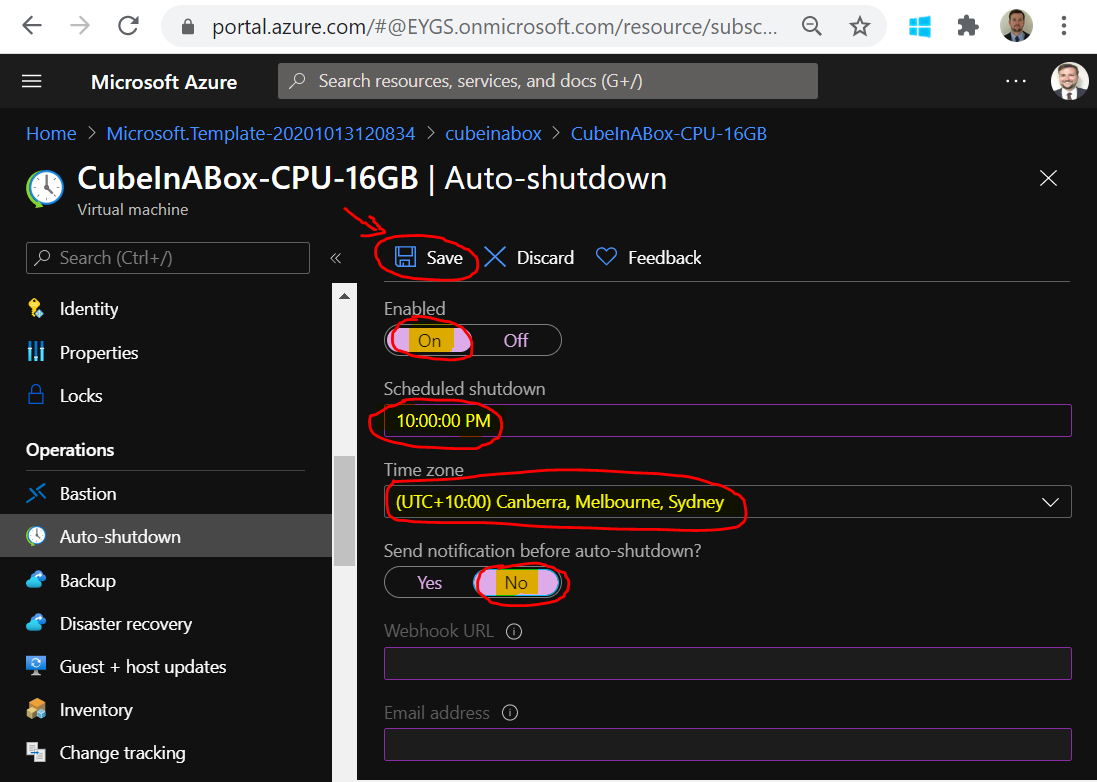 portal.azure.com/#@EYGS.onmicrosoft.com/resource/subsc...
Microsoft Azure
Search resources, services, and docs (G+/)
Home > Microsoft.Template-20201013120834 > cubeinabox > CubeInABox-CPU-16GB
CubeInABox-CPU-16GB | Auto-shutdown
Virtual machine
Search (Ctrl+/)
«
Save
Discard
Feedback
Identity
Properties
Locks
Operations
Bastion
Auto-shutdown
Backup
Disaster recovery
Guest + host updates
Inventory
Change tracking
Enabled
On Off
Scheduled shutdown
10:00:00 PM
Time zone
(UTC+10:00) Canberra, Melbourne, Sydney
Send notification before auto-shutdown?
Yes No
Webhook URL
Email address